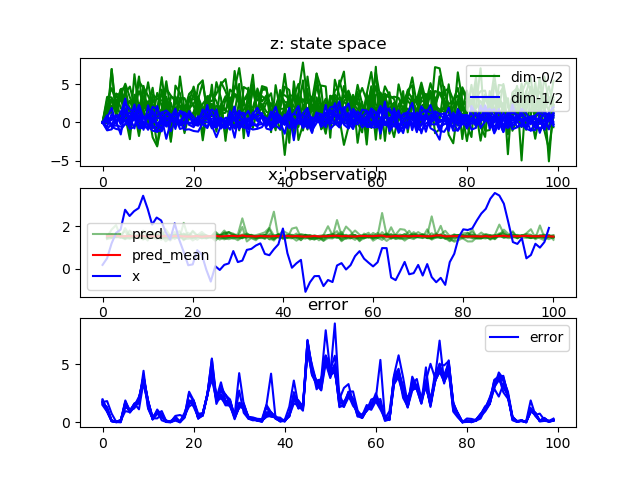 z: state space
5
0
−5
dim-0/2
dim-1/2
0
20
40
60
80
100
x: observation
2
0
pred
pred_mean
x
0
20
40
60
80
100
error
5
0
error
0
20
40
60
80
100